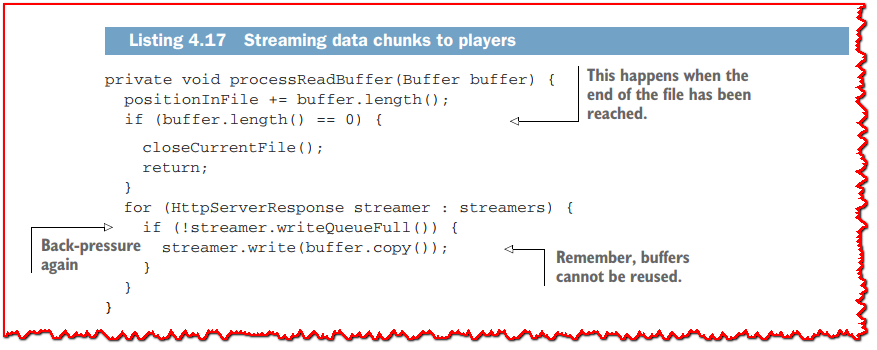 Listing 4.17 Streaming data chunks to players
private void processReadBuffer(Buffer buffer) {
positionInFile += buffer.length();
if (buffer.length() == 0) {
closeCurrentFile();
return;
}
for (HttpServerResponse streamer : streamers) {
if (!streamer.writeQueueFull()) {
streamer.write(buffer.copy());
}
}
}
This happens when the
end of the file has been
reached.
Back-pressure
again
Remember, buffers
cannot be reused.